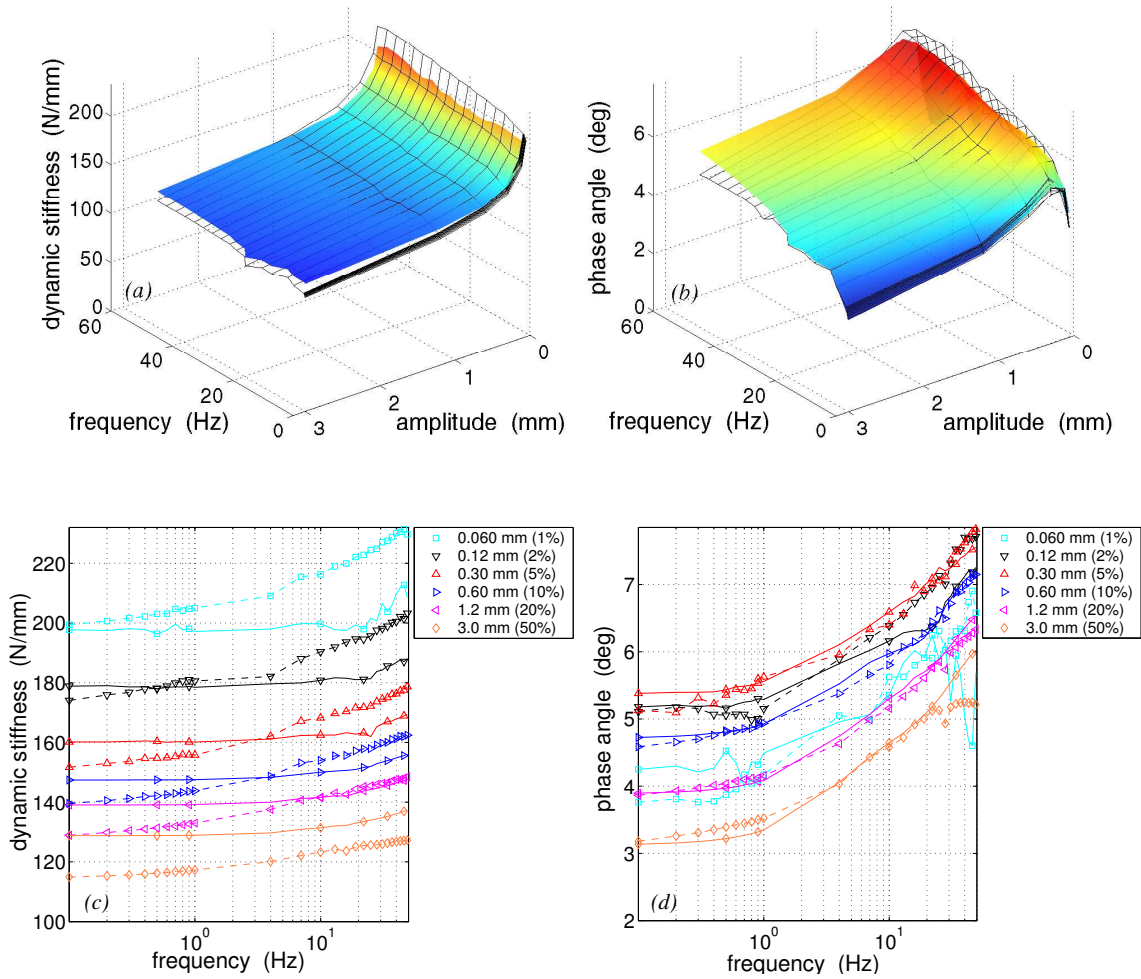 dynamic stiffness (N/mm)
200
150
100
50
0
60
40
20
0
3
2
1
0
frequency (Hz)
amplitude (mm)
(a)
phase angle (deg)
6
4
2
0
60
40
20
0
3
2
1
0
frequency (Hz)
amplitude (mm)
(b)
dynamic stiffness (N/mm)
220
200
180
160
140
120
100
10^0
10^1
frequency (Hz)
(c)
0.060 mm (1%)
0.12 mm (2%)
0.30 mm (5%)
0.60 mm (10%)
1.2 mm (20%)
3.0 mm (50%)
phase angle (deg)
7
6
5
4
3
2
10^0
10^1
frequency (Hz)
(d)
0.060 mm (1%)
0.12 mm (2%)
0.30 mm (5%)
0.60 mm (10%)
1.2 mm (20%)
3.0 mm (50%)